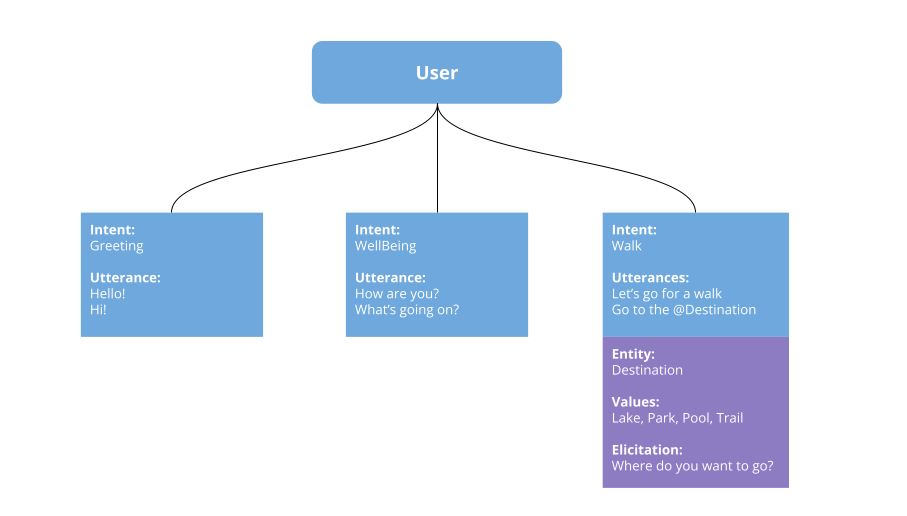 User
Intent:
Greeting
Utterance:
Hello!
Hi!
Intent:
WellBeing
Utterance:
How are you?
What's going on?
Intent:
Walk
Utterances:
Let's go for a walk
Go to the @Destination
Entity:
Destination
Values:
Lake, Park, Pool, Trail
Elicitation:
Where do you want to go?